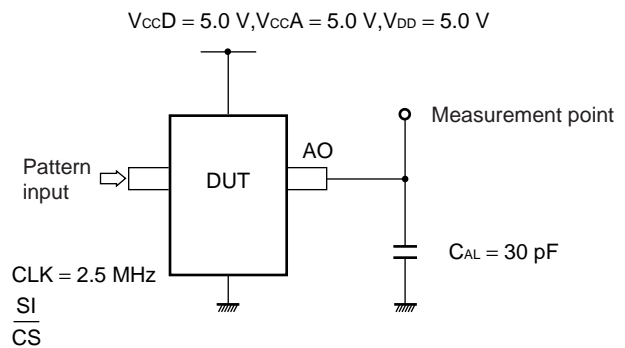 VCCD = 5.0 V,VCCA = 5.0 V,VDD = 5.0 V
Measurement point
AO
Pattern
input
DUT
CAL = 30 pF
CLK = 2.5 MHz
SI
CS